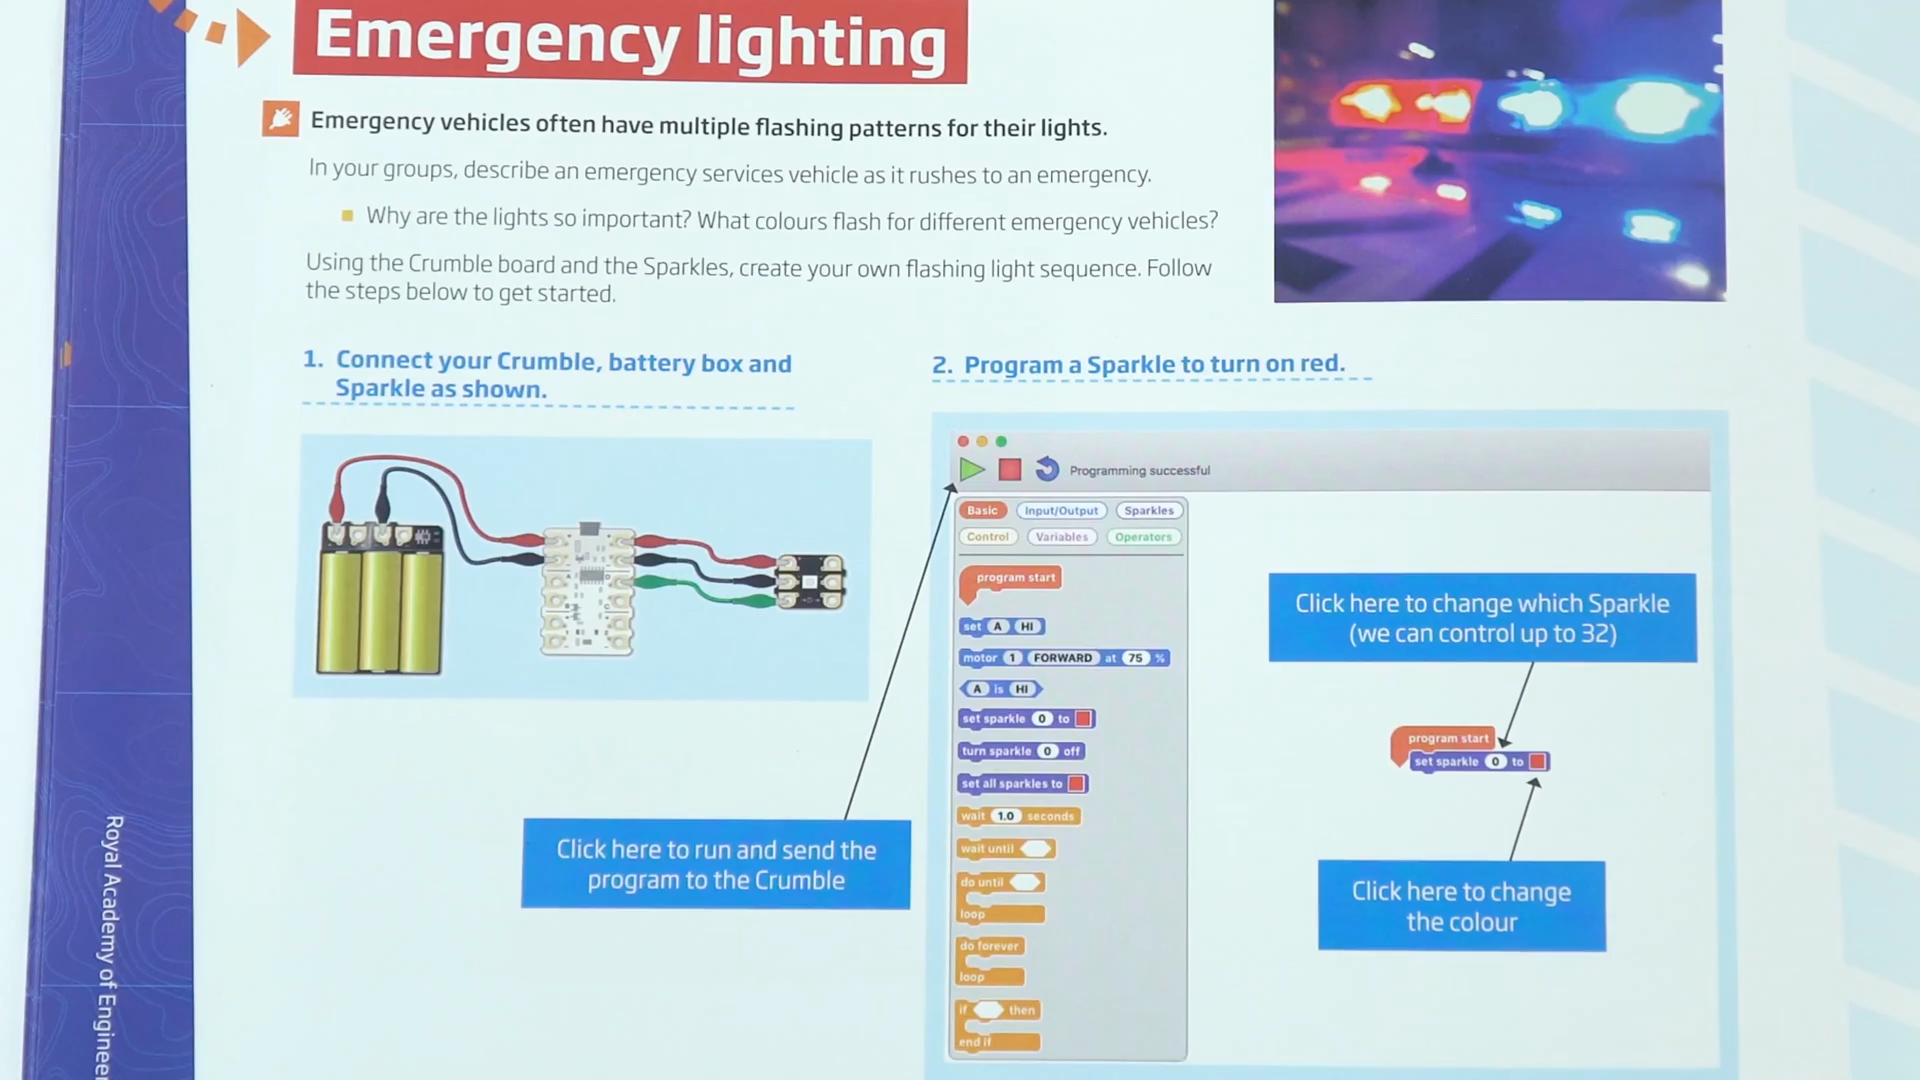 Emergency lighting
Emergency vehicles often have multiple flashing patterns for their lights.
In your groups, describe an emergency services vehicle as it rushes to an emergency.
Why are the lights so important? What colours flash for different emergency vehicles?
Using the Crumble board and the Sparkles, create your own flashing light sequence. Follow
the steps below to get started.
1. Connect your Crumble, battery box and
Sparkle as shown.
2. Program a Sparkle to turn on red.
Programming successful
Basic Input/Output Sparkles
Control Variables Operators
program start
set A HI
motor 1 FORWARD at 75 %
A is HI
set sparkle 0 to
turn sparkle 0 off
set all sparkles to
wait 1.0 seconds
wait until
do until
loop
do forever
loop
if then
end if
Click here to change which Sparkle
(we can control up to 32)
program start
set sparkle 0 to
Click here to run and send the
program to the Crumble
Click here to change
the colour
Royal Academy of Engineer